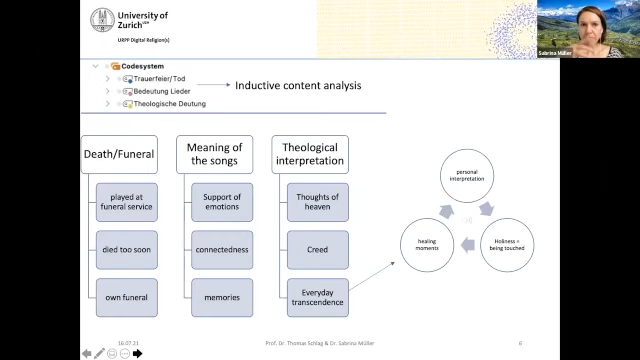 University of
Zurich UZH
URPP Digital Religion(s)
Sabrina Müller
Codesystem
Trauerfeier/Tod
Bedeutung Lieder
Theologische Deutung
Inductive content analysis
Death/Funeral
played at
funeral service
died too soon
own funeral
Meaning of
the songs
Support of
emotions
connectedness
memories
Theological
interpretation
Thoughts of
heaven
Creed
Everyday
transcendence
personal
interpretation
Holiness =
being touched
healing
moments
16.07.21
Prof. Dr. Thomas Schlag & Dr. Sabrina Müller
6